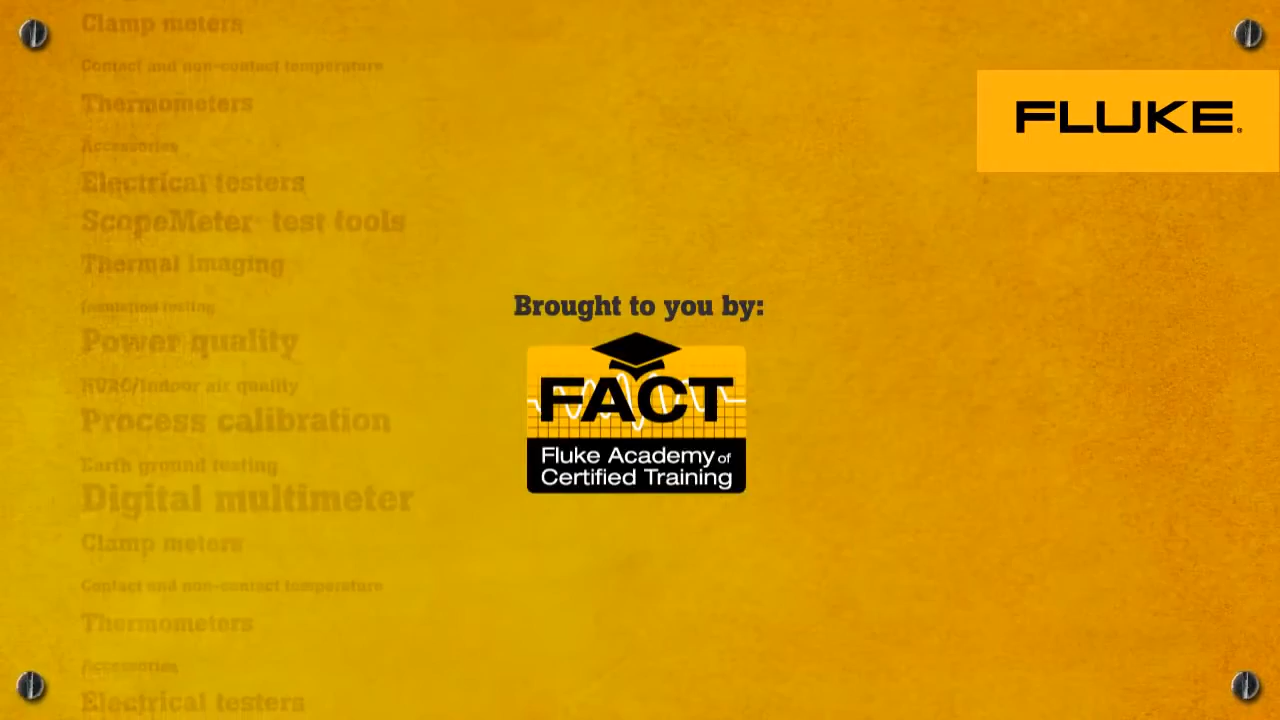 Clamp meters
Contact and non-contact temperature
Thermometers
Accessories
Electrical testers
ScopeMeter test tools
Thermal imaging
Insulation testing
Power quality
HVAC/Indoor air quality
Process calibration
Earth ground testing
Digital multimeter
Clamp meters
Contact and non-contact temperature
Thermometers
Accessories
Electrical testers
FLUKE®
Brought to you by:
FACT
Fluke Academy of
Certified Training